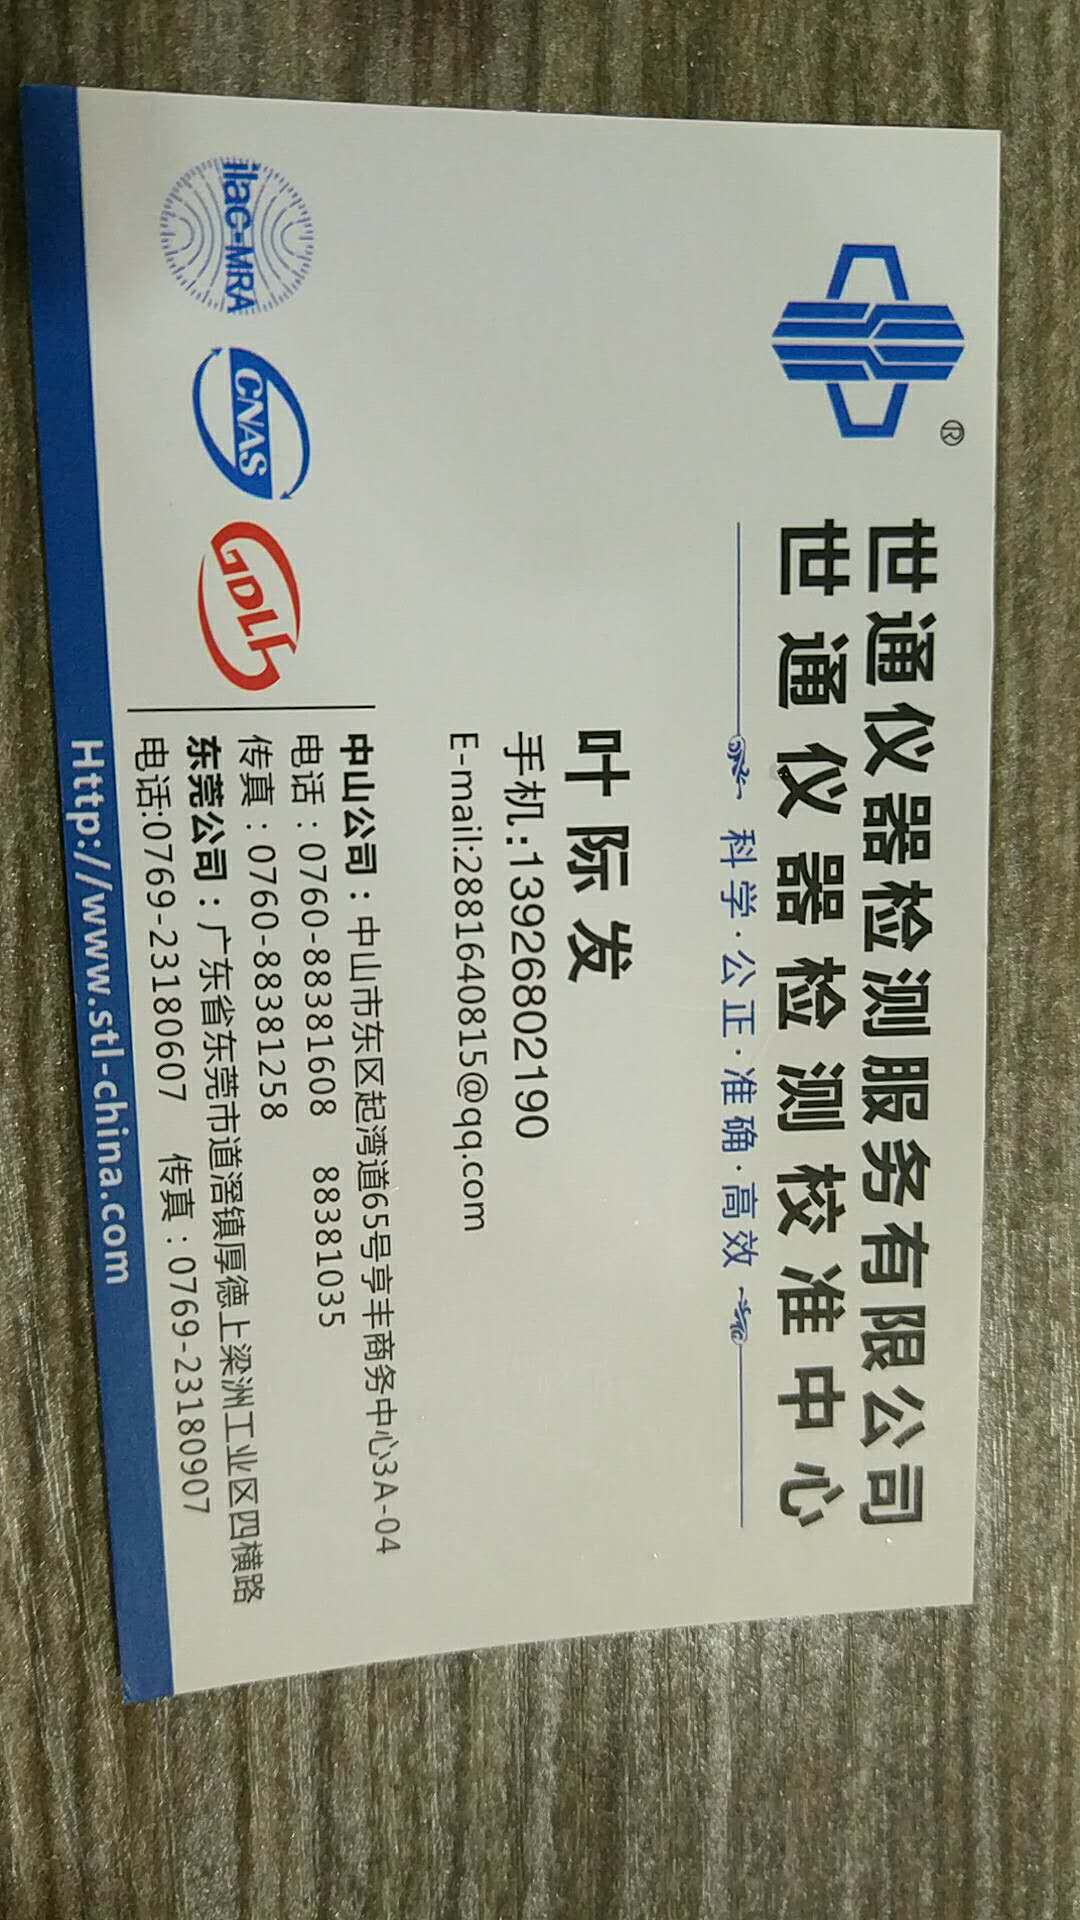 ®
世通仪器检测服务有限公司
世通仪器检测校准中心
科学·公正·准确·高效
叶际发
手机:13926802190
E-mail:2881640815@qq.com
ilac-MRA
CNAS
GDLH
中山公司：中山市东区起湾道65号亨丰商务中心3A-04
电话：0760-88381608 88381035
传真：0760-88381258
东莞公司：广东省东莞市道滘镇厚德上梁洲工业区四横路
电话:0769-23180607 传真：0769-23180907
Http://www.stl-china.com